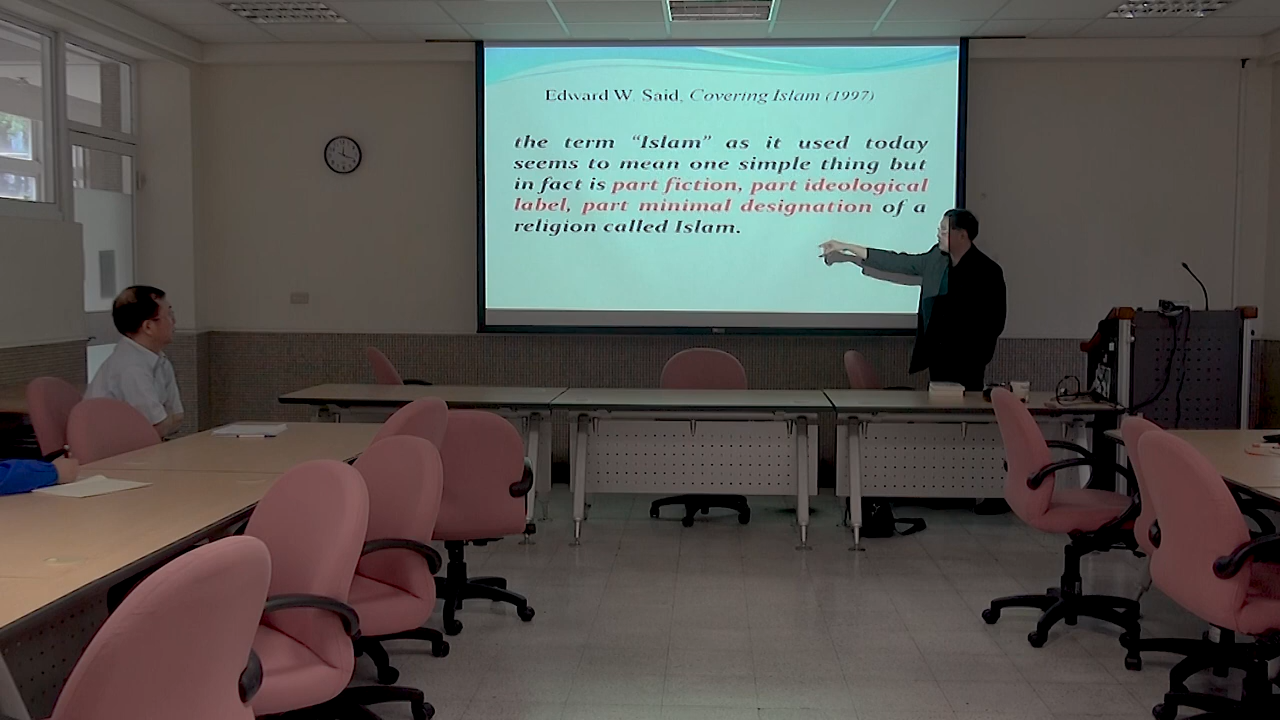 Edward W. Said, Covering Islam (1997)
the term “Islam” as it used today
seems to mean one simple thing but
in fact is part fiction, part ideological
label, part minimal designation of a
religion called Islam.